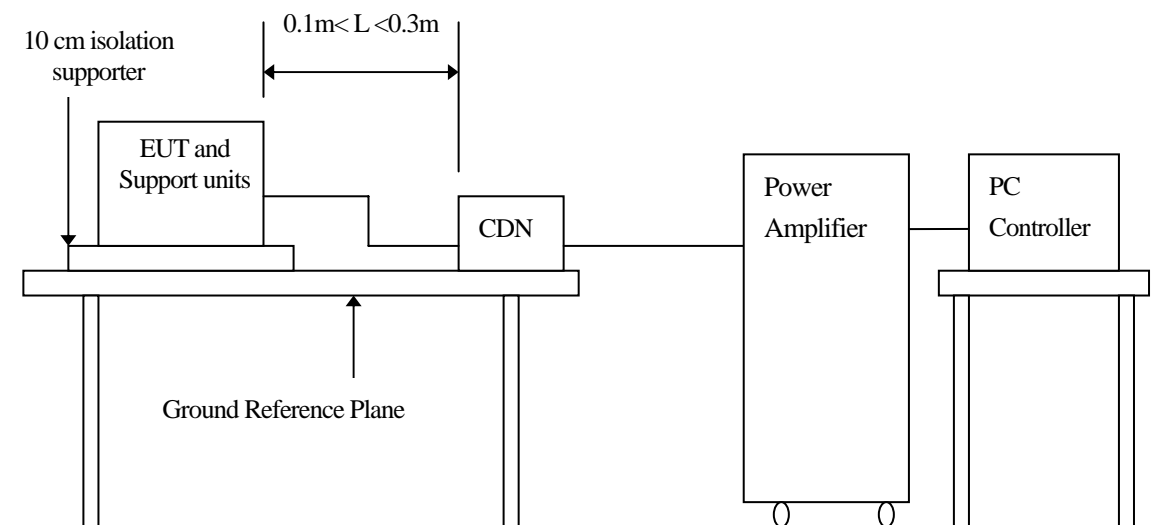 0.1m< L <0.3m
10 cm isolation
supporter
EUT and
Support units
CDN
Power
Amplifier
PC
Controller
Ground Reference Plane